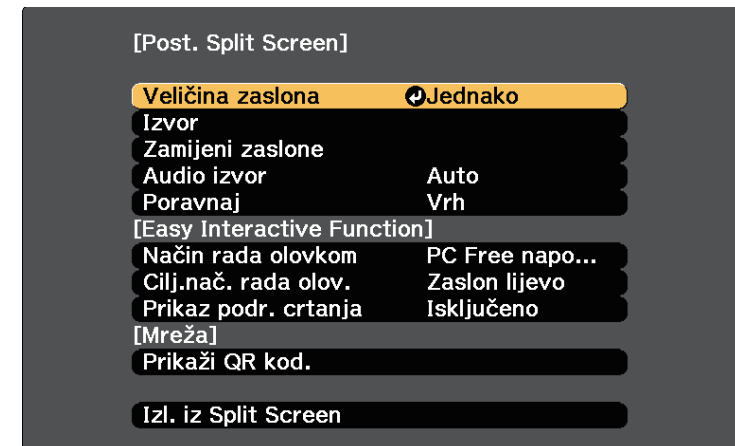 [Post. Split Screen]
Veličina zaslona Jednako
Izvor
Zamijeni zaslone
Audio izvor Auto
Poravnaj Vrh
[Easy Interactive Function]
Način rada olovkom PC Free napo...
Cilj.nač. rada olov. Zaslon lijevo
Prikaz podr. crtanja Isključeno
[Mreža]
Prikaži QR kod.
Izl. iz Split Screen